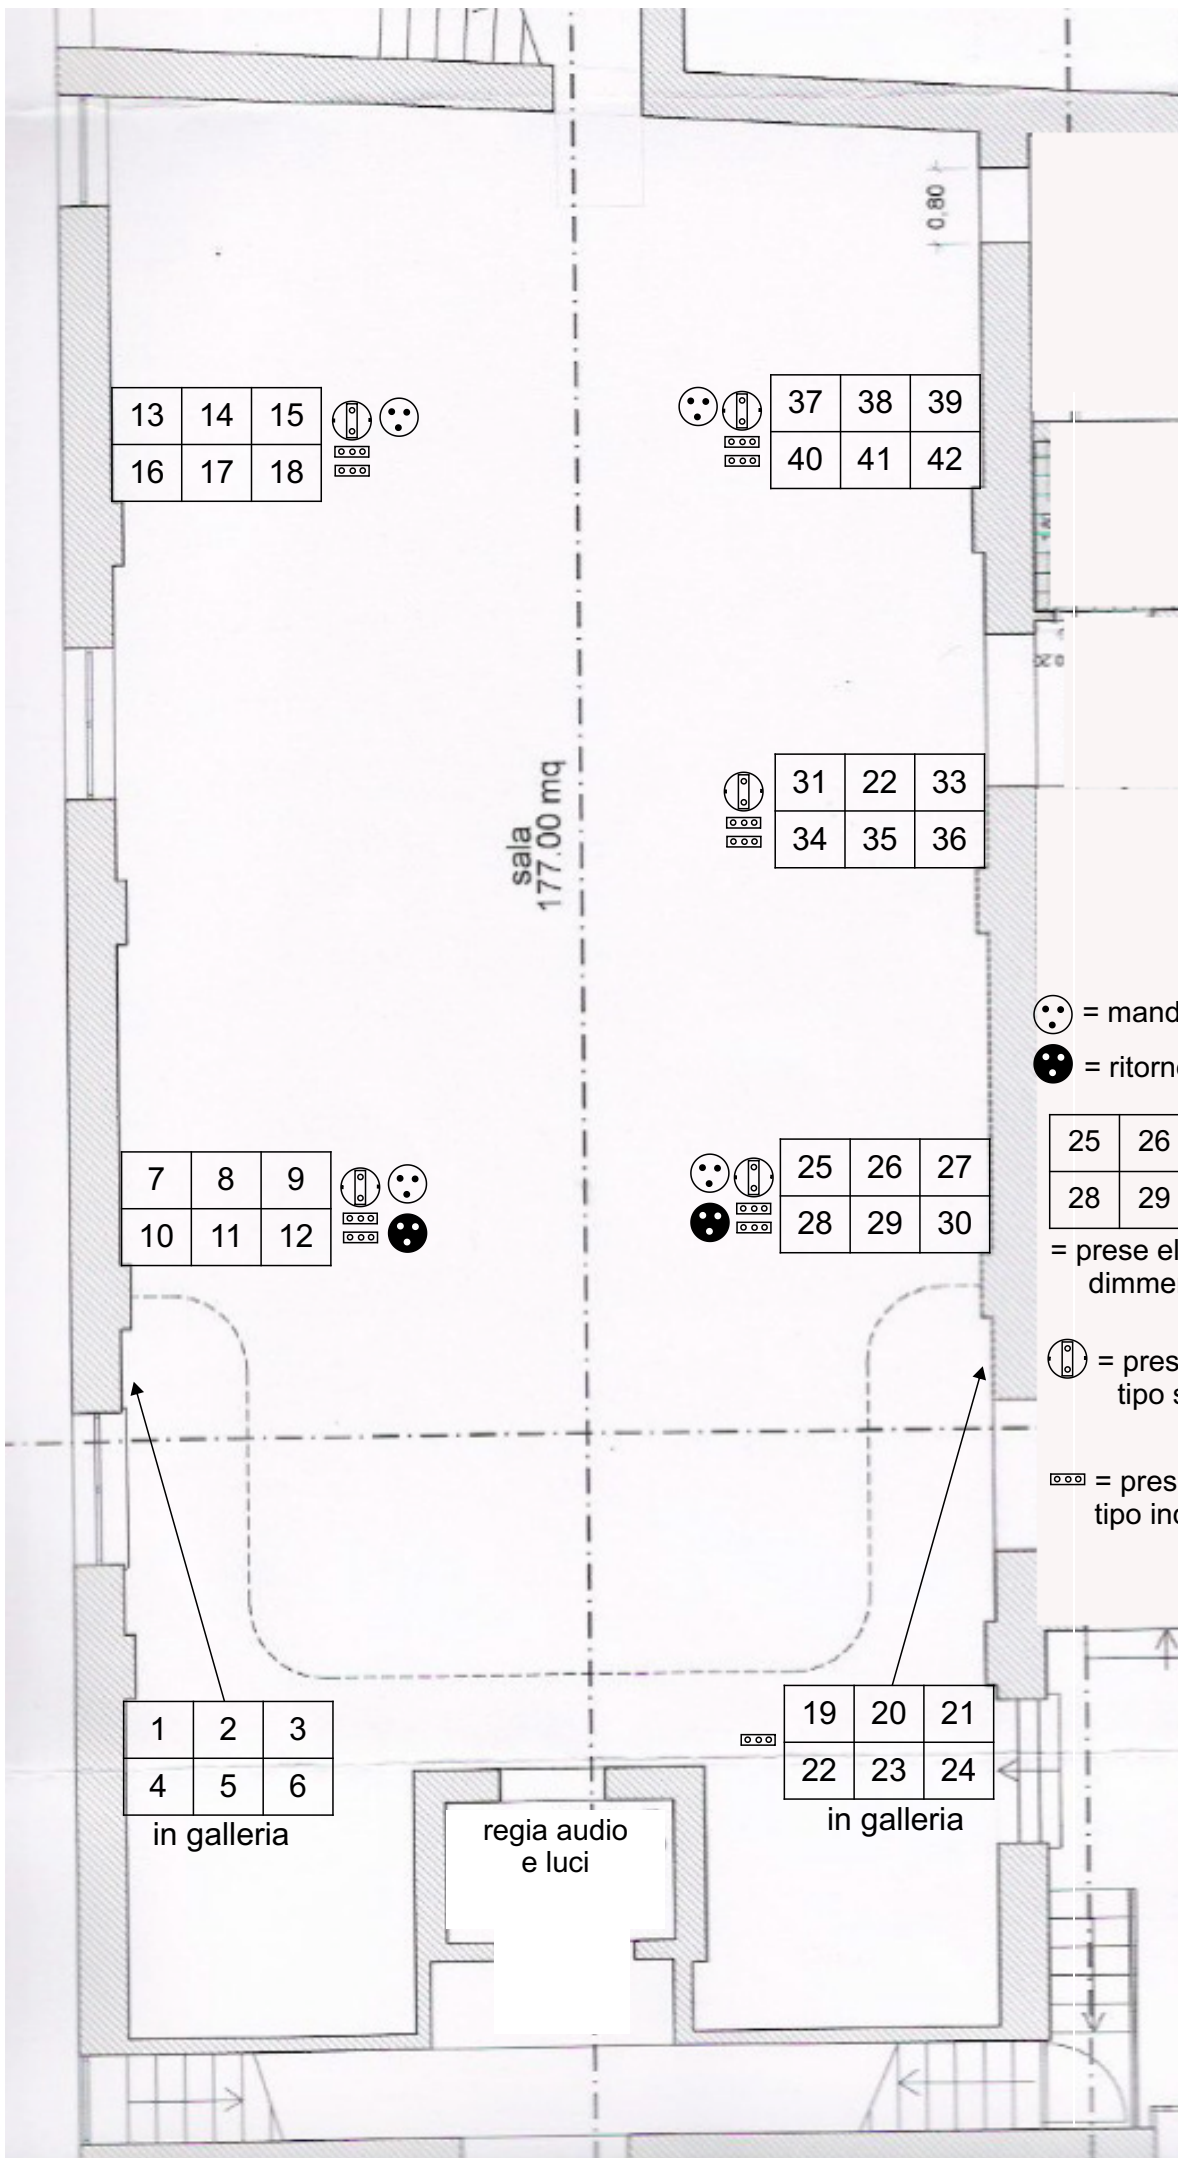 0,80
13 14 15
16 17 18
37 38 39
40 41 42
0.20
sala
177.00 mq
31 22 33
34 35 36
= mand
= ritorno
7 8 9
10 11 12
25 26 27
28 29 30
25 26
28 29
= prese el
dimme
= pres
tipo s
= pres
tipo ind
1 2 3
4 5 6
in galleria
19 20 21
22 23 24
in galleria
regia audio
e luci